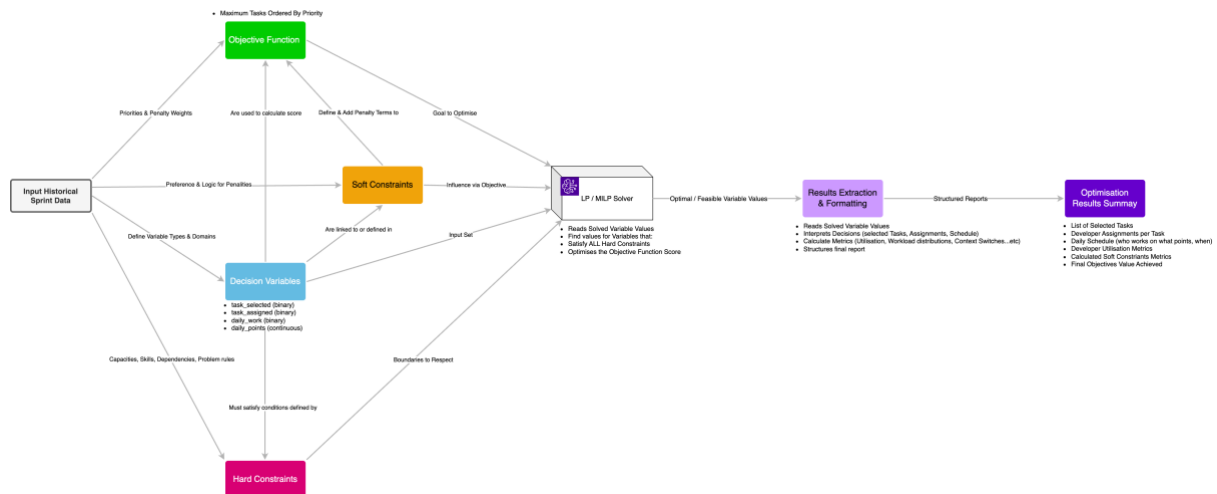 Maximum Tasks Ordered By Priority
Objective Function
Priorities & Penalty Weights
Are used to calculate score
Define & Add Penalty Terms to
Goal to Optimise
Input Historical
Sprint Data
Preference & Logic for Penalities
Soft Constraints
Influence via Objective
LP / MILP Solver
Reads Solved Variable Values
Find values for Variables that:
Satisfy ALL Hard Constraints
Optimises the Objective Function Score
Optimal / Feasible Variable Values
Results Extraction
& Formatting
Reads Solved Variable Values
Interprets Decisions (selected Tasks, Assignments, Schedule)
Calculate Metrics (Utilisation, Workload distributions, Context Switches...etc)
Structures final report
Structured Reports
Optimisation
Results Summay
List of Selected Tasks
Developer Assignments per Task
Daily Schedule (who works on what points, when)
Developer Utilisation Metrics
Calculated Soft Constriants Metrics
Final Objectives Value Achieved
Define Variable Types & Domains
Are linked to or defined in
Input Set
Decision Variables
task_selected (binary)
task_assigned (binary)
daily_work (binary)
daily_points (continuous)
Capacities, Skills, Dependencies, Problem rules
Boundaries to Respect
Must satisfy conditions defined by
Hard Constraints